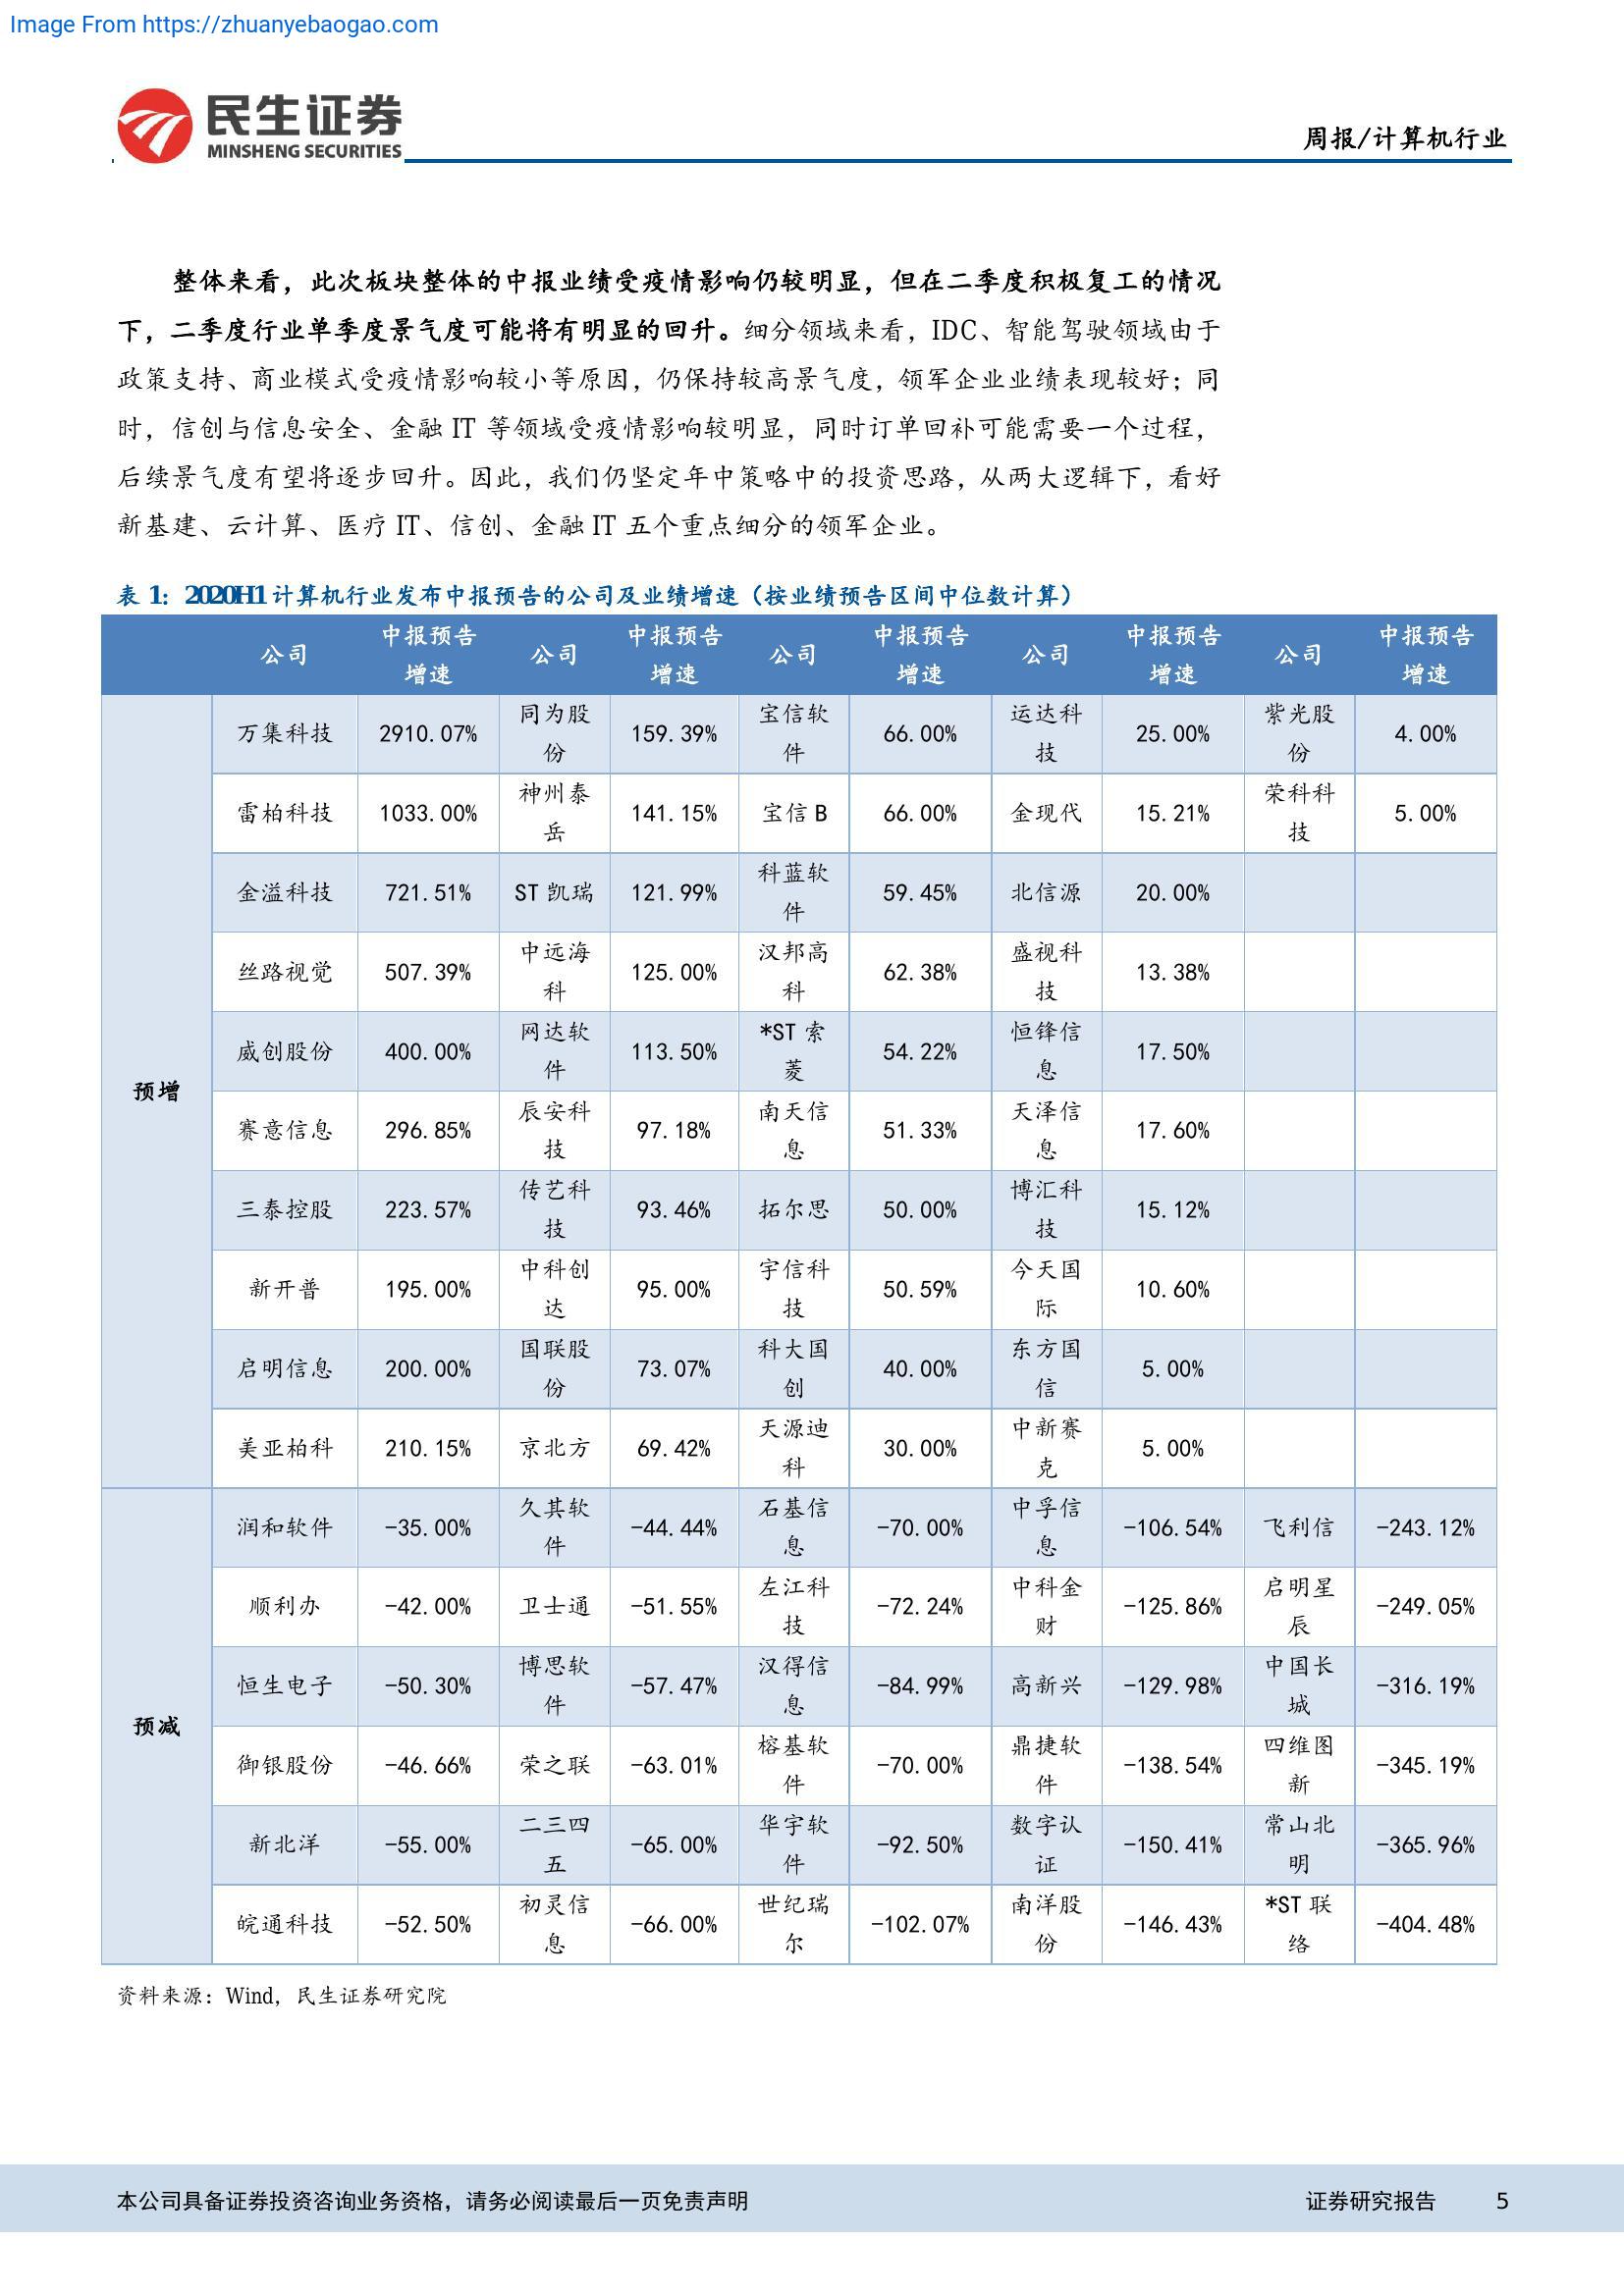 Image From https://zhuanyebaogao.com
民生证券
MINSHENG SECURITIES
周报/计算机行业
整体来看，此次板块整体的中报业绩受疫情影响仍较明显，但在二季度积极复工的情况
下，二季度行业单季度景气度可能将有明显的回升。细分领域来看，IDC、智能驾驶领域由于
政策支持、商业模式受疫情影响较小等原因，仍保持较高景气度，领军企业业绩表现较好；同
时，信创与信息安全、金融 IT 等领域受疫情影响较明显，同时订单回补可能需要一个过程，
后续景气度有望将逐步回升。因此，我们仍坚定年中策略中的投资思路，从两大逻辑下，看好
新基建、云计算、医疗 IT、信创、金融 IT 五个重点细分的领军企业。
表 1：2020H1 计算机行业发布中报预告的公司及业绩增速（按业绩预告区间中位数计算）
公司 中报预告增速 公司 中报预告增速 公司 中报预告增速 公司 中报预告增速 公司 中报预告增速
预增
万集科技 2910.07% 同为股份 159.39% 宝信软件 66.00% 运达科技 25.00% 紫光股份 4.00%
雷柏科技 1033.00% 神州泰岳 141.15% 宝信 B 66.00% 金现代 15.21% 荣科科技 5.00%
金溢科技 721.51% ST 凯瑞 121.99% 科蓝软件 59.45% 北信源 20.00%
丝路视觉 507.39% 中远海科 125.00% 汉邦高科 62.38% 盛视科技 13.38%
威创股份 400.00% 网达软件 113.50% *ST 索菱 54.22% 恒锋信息 17.50%
赛意信息 296.85% 辰安科技 97.18% 南天信息 51.33% 天泽信息 17.60%
三泰控股 223.57% 传艺科技 93.46% 拓尔思 50.00% 博汇科技 15.12%
新开普 195.00% 中科创达 95.00% 宇信科技 50.59% 今天国际 10.60%
启明信息 200.00% 国联股份 73.07% 科大国创 40.00% 东方国信 5.00%
美亚柏科 210.15% 京北方 69.42% 天源迪科 30.00% 中新赛克 5.00%
预减
润和软件 -35.00% 久其软件 -44.44% 石基信息 -70.00% 中孚信息 -106.54% 飞利信 -243.12%
顺利办 -42.00% 卫士通 -51.55% 左江科技 -72.24% 中科金财 -125.86% 启明星辰 -249.05%
恒生电子 -50.30% 博思软件 -57.47% 汉得信息 -84.99% 高新兴 -129.98% 中国长城 -316.19%
御银股份 -46.66% 荣之联 -63.01% 榕基软件 -70.00% 鼎捷软件 -138.54% 四维图新 -345.19%
新北洋 -55.00% 二三四五 -65.00% 华宇软件 -92.50% 数字认证 -150.41% 常山北明 -365.96%
皖通科技 -52.50% 初灵信息 -66.00% 世纪瑞尔 -102.07% 南洋股份 -146.43% *ST 联络 -404.48%
资料来源：Wind，民生证券研究院
本公司具备证券投资咨询业务资格，请务必阅读最后一页免责声明 证券研究报告 5